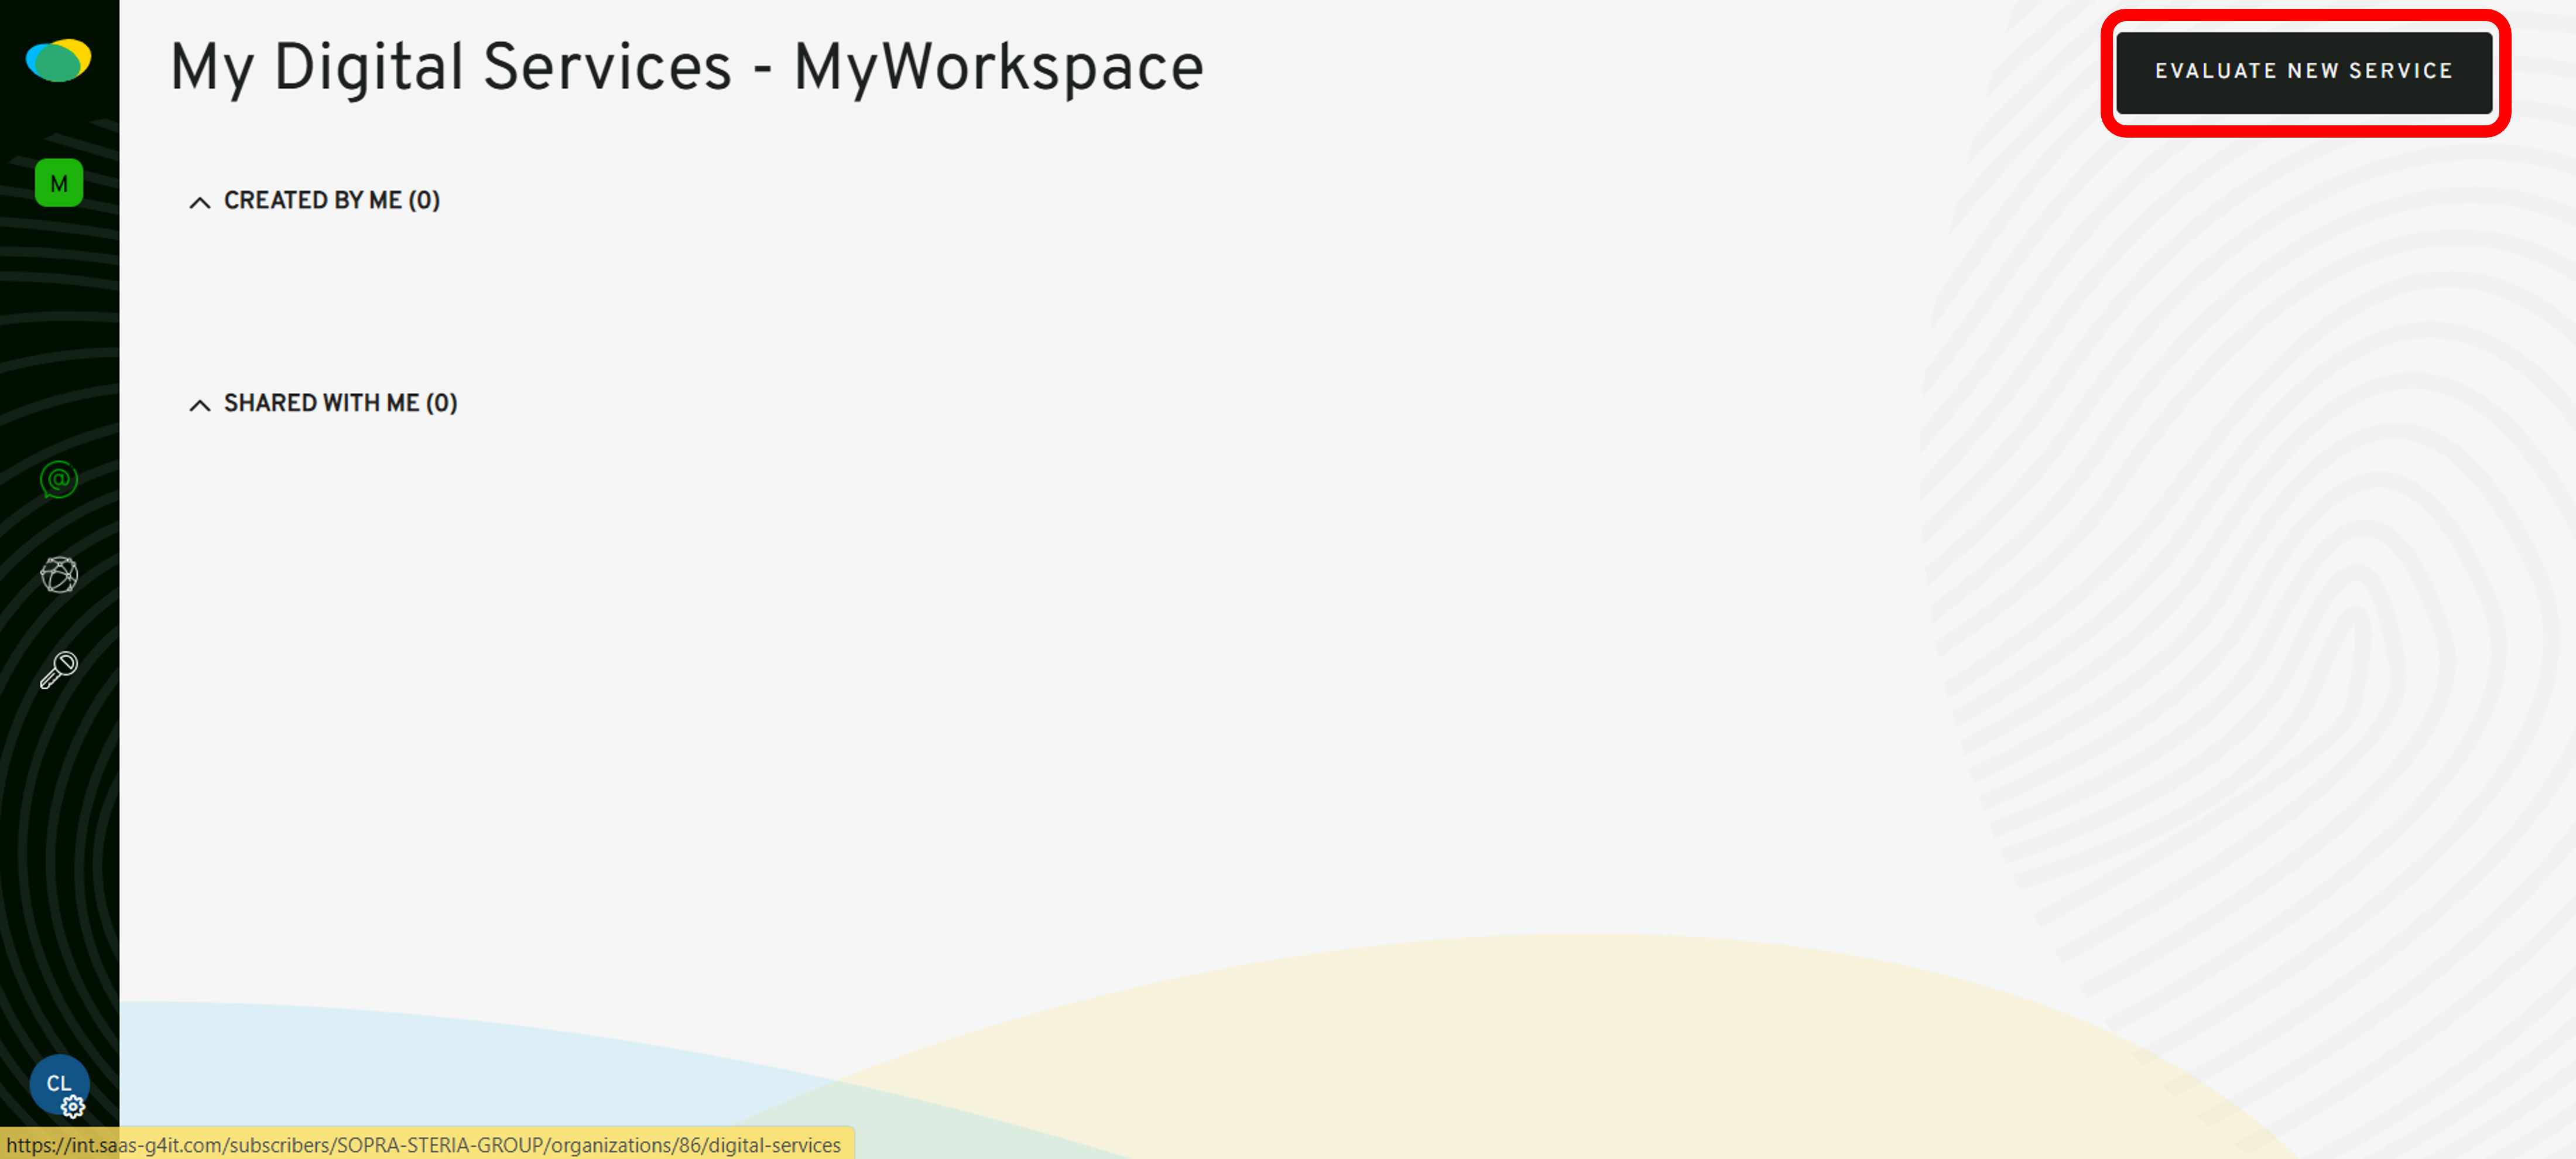 My Digital Services - MyWorkspace
EVALUATE NEW SERVICE
M
CREATED BY ME (0)
SHARED WITH ME (0)
@
CL
https://int.saas-g4it.com/subscribers/SOPRA-STERIA-GROUP/organizations/86/digital-services